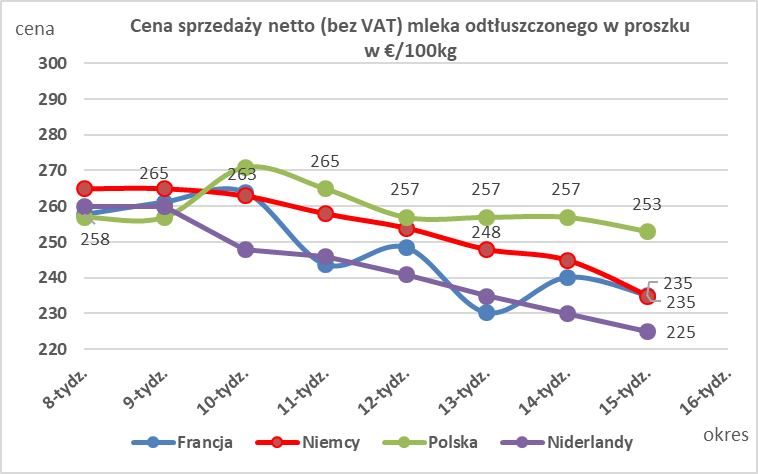 cena
Cena sprzedaży netto (bez VAT) mleka odtłuszczonego w proszku
w €/100kg
300
290
280
270
260
250
240
230
220
265
263
265
257
257
257
253
258
248
235
235
225
8-tydz.
9-tydz.
10-tydz.
11-tydz.
12-tydz.
13-tydz.
14-tydz.
15-tydz.
16-tydz.
okres
Francja Niemcy Polska Niderlandy